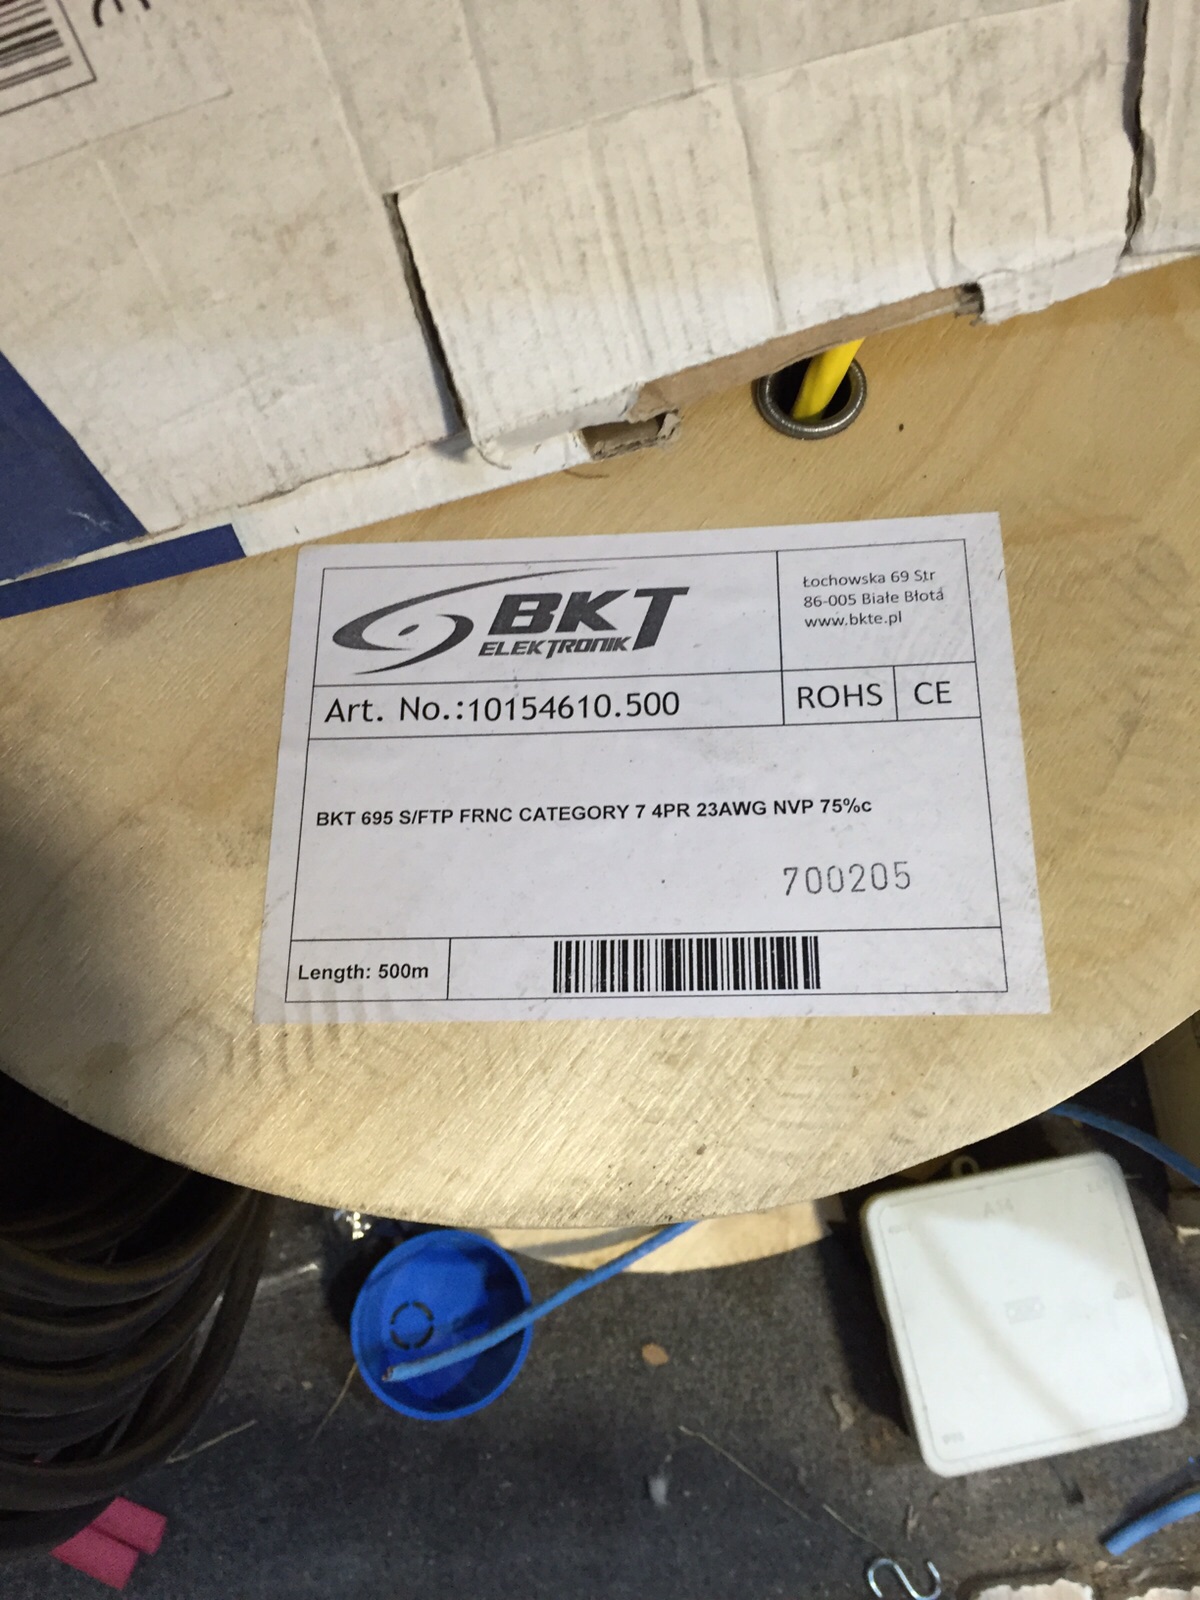 BKT
ELEKTRONIK
Łochowska 69 Str
86-005 Białe Błota
www.bkte.pl
Art. No.:10154610.500
ROHS
CE
BKT 695 S/FTP FRNC CATEGORY 7 4PR 23AWG NVP 75%c
700205
Length: 500m